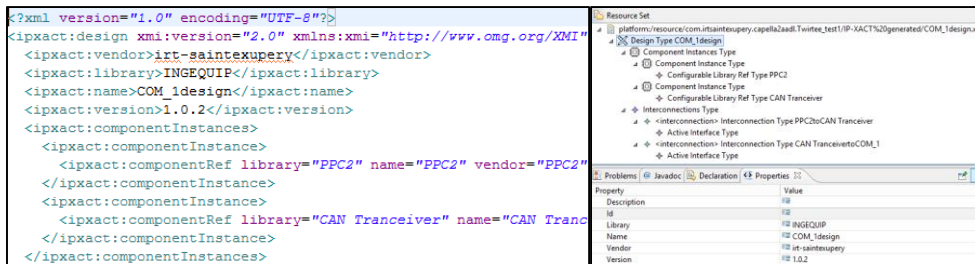 <?xml version="1.0" encoding="UTF-8"?>
<ipxact:design xmi:version="2.0" xmlns:xmi="http://www.omg.org/XMI"
<ipxact:vendor>irt-saintexupery</ipxact:vendor>
<ipxact:library>INGEQUIP</ipxact:library>
<ipxact:name>COM_1design</ipxact:name>
<ipxact:version>1.0.2</ipxact:version>
<ipxact:componentInstances>
<ipxact:componentInstance>
<ipxact:componentRef library="PPC2" name="PPC2" vendor="PPC2"
</ipxact:componentInstance>
<ipxact:componentInstance>
<ipxact:componentRef library="CAN Tranceiver" name="CAN Tranc
</ipxact:componentInstance>
</ipxact:componentInstances>
Resource Set
platform:/resource/com.irtsaintexupery.capella2aadl.Twirtee_test1/IP-XACT%20generated/COM_1design.x
Design Type COM_1design
Component Instances Type
Component Instance Type
Configurable Library Ref Type PPC2
Component Instance Type
Configurable Library Ref Type CAN Tranceiver
Interconnections Type
<interconnection> Interconnection Type PPC2toCAN Tranceiver
Active Interface Type
<interconnection> Interconnection Type CAN TranceivertoCOM_1
Active Interface Type
Problems @ Javadoc Declaration Properties
Property Value
Description
Id
Library INGEQUIP
Name COM_1design
Vendor irt-saintexupery
Version 1.0.2